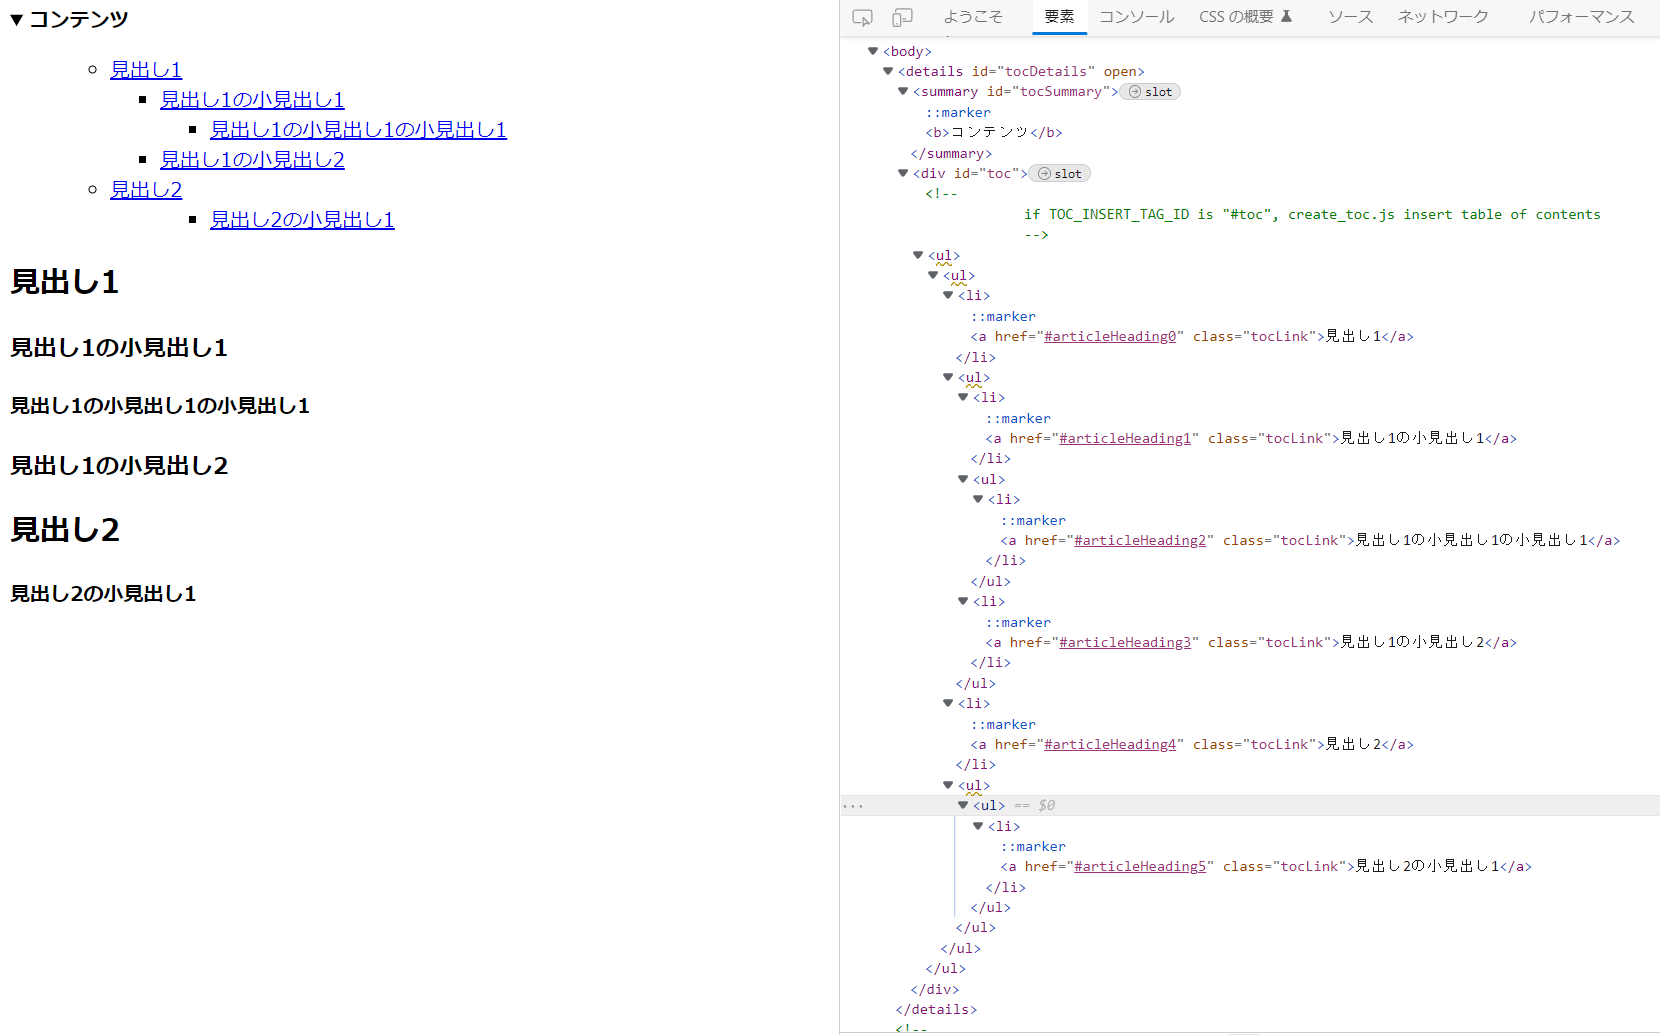 ▼ コンテンツ
見出し1
見出し1の小見出し1
見出し1の小見出し1の小見出し1
見出し1の小見出し2
見出し2
見出し2の小見出し1
見出し1
見出し1の小見出し1
見出し1の小見出し1の小見出し1
見出し1の小見出し2
見出し2
見出し2の小見出し1
ようこそ 要素 コンソール CSS の概要 ソース ネットワーク パフォーマンス
▼<body>
▼<details id="tocDetails" open>
▼<summary id="tocSummary"> slot
::marker
<b>コンテンツ</b>
</summary>
▼<div id="toc"> slot
<!--
if TOC_INSERT_TAG_ID is "#toc", create_toc.js insert table of contents
-->
▼<ul>
▼<ul>
▼<li>
::marker
<a href="#articleHeading0" class="tocLink">見出し1</a>
</li>
▼<ul>
▼<li>
::marker
<a href="#articleHeading1" class="tocLink">見出し1の小見出し1</a>
</li>
▼<ul>
▼<li>
::marker
<a href="#articleHeading2" class="tocLink">見出し1の小見出し1の小見出し1</a>
</li>
</ul>
▼<li>
::marker
<a href="#articleHeading3" class="tocLink">見出し1の小見出し2</a>
</li>
</ul>
▼<li>
::marker
<a href="#articleHeading4" class="tocLink">見出し2</a>
</li>
▼<ul>
··· ▼<ul> == $0
▼<li>
::marker
<a href="#articleHeading5" class="tocLink">見出し2の小見出し1</a>
</li>
</ul>
</ul>
</ul>
</ul>
</div>
</details>
<!--